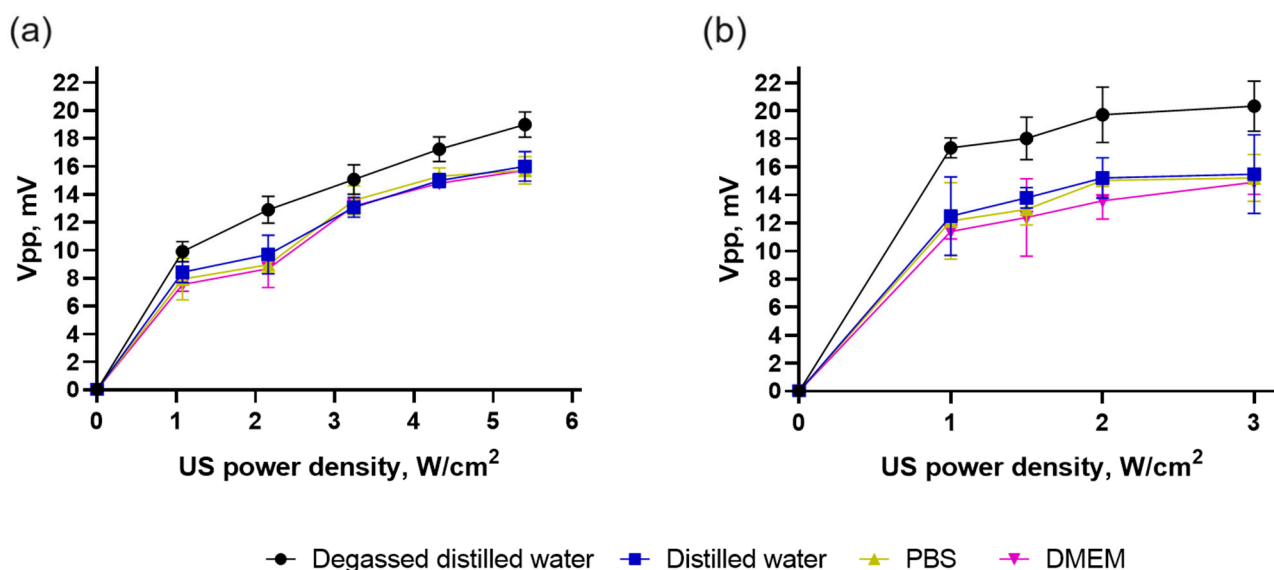 (a)
22
20
18
16
14
12
10
8
6
4
2
0
Vpp, mV
0 1 2 3 4 5 6
US power density, W/cm²
(b)
22
20
18
16
14
12
10
8
6
4
2
0
Vpp, mV
0 1 2 3
US power density, W/cm²
Degassed distilled water Distilled water PBS DMEM